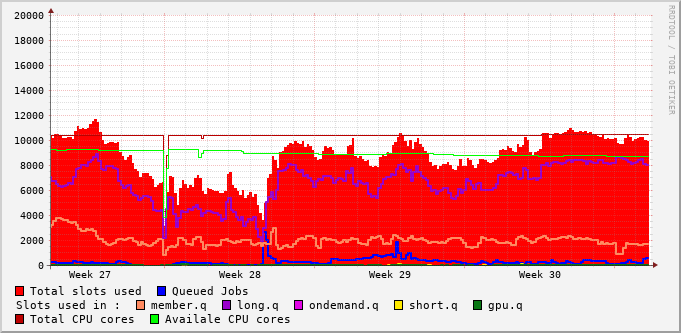 20000
18000
16000
14000
12000
10000
8000
6000
4000
2000
0
Week 27 Week 28 Week 29 Week 30
RRDTOOL / TOBI OETIKER
Total slots used Queued Jobs
Slots used in : member.q long.q ondemand.q short.q gpu.q
Total CPU cores Availale CPU cores